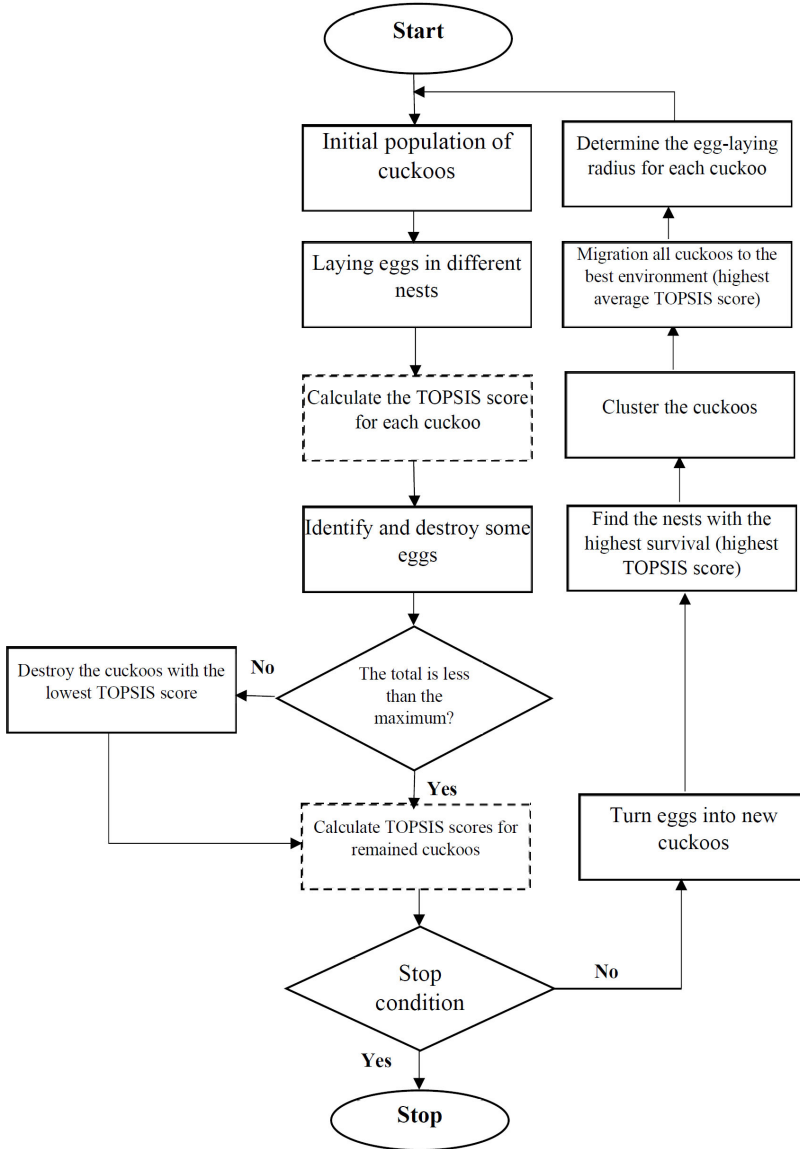 Start
Initial population of
cuckoos
Laying eggs in different
nests
Calculate the TOPSIS score
for each cuckoo
Identify and destroy some
eggs
The total is less
than the
maximum?
No
Destroy the cuckoos with the
lowest TOPSIS score
Yes
Calculate TOPSIS scores for
remained cuckoos
Stop
condition
No
Yes
Stop
Turn eggs into new
cuckoos
Find the nests with the
highest survival (highest
TOPSIS score)
Cluster the cuckoos
Migration all cuckoos to the
best environment (highest
average TOPSIS score)
Determine the egg-laying
radius for each cuckoo